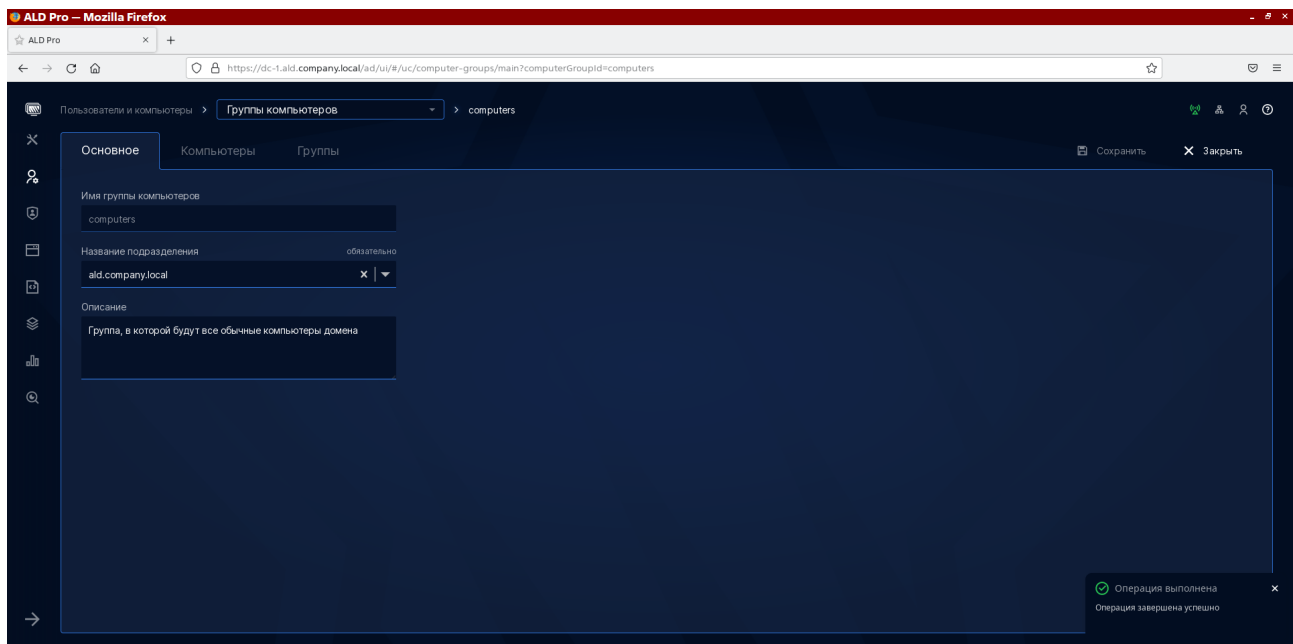 ALD Pro — Mozilla Firefox
ALD Pro
https://dc-1.ald.company.local/ad/ui/#/uc/computer-groups/main?computerGroupId=computers
Пользователи и компьютеры > Группы компьютеров > computers
Основное Компьютеры Группы Сохранить Закрыть
Имя группы компьютеров
computers
Название подразделения обязательно
ald.company.local
Описание
Группа, в которой будут все обычные компьютеры домена
Операция выполнена
Операция завершена успешно